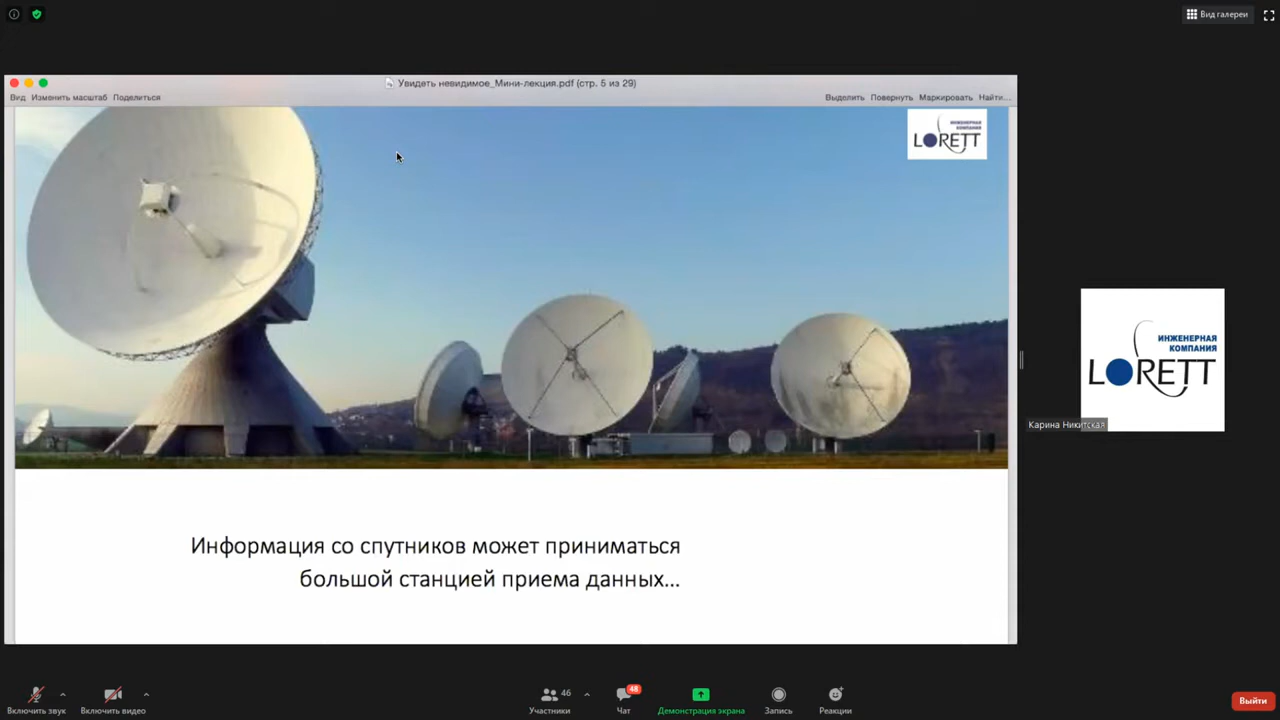 Вид галереи
Увидеть невидимое_Мини-лекция.pdf (стр. 5 из 29)
Вид Изменить масштаб Поделиться
Выделить Повернуть Маркировать Найти...
ИНЖЕНЕРНАЯ
КОМПАНИЯ
LORETT
Информация со спутников может приниматься
большой станцией приема данных...
ИНЖЕНЕРНАЯ
КОМПАНИЯ
LORETT
Карина Никитская
46
48
Включить звук
Включить видео
Участники
Чат
Демонстрация экрана
Запись
Реакции
Выйти